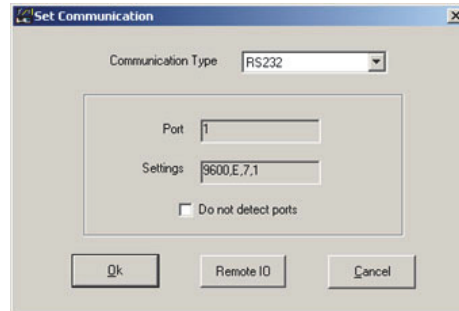 Set Communication
Communication Type RS232
Port 1
Settings 9600,E,7,1
Do not detect ports
Ok Remote IO Cancel